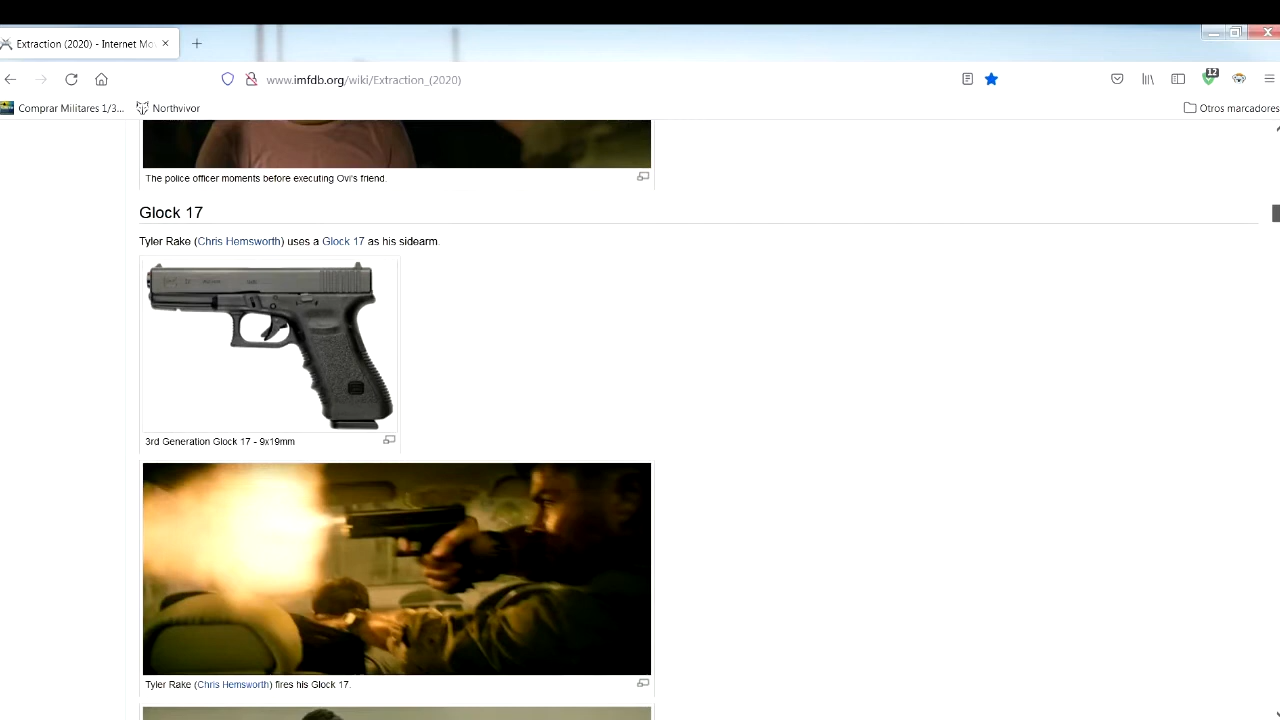 Extraction (2020) - Internet Mo
www.imfdb.org/wiki/Extraction_(2020)
12
Comprar Militares 1/3...
Northvivor
Otros marcadores
The police officer moments before executing Ovi's friend.
Glock 17
Tyler Rake (Chris Hemsworth) uses a Glock 17 as his sidearm.
3rd Generation Glock 17 - 9x19mm
Tyler Rake (Chris Hemsworth) fires his Glock 17.